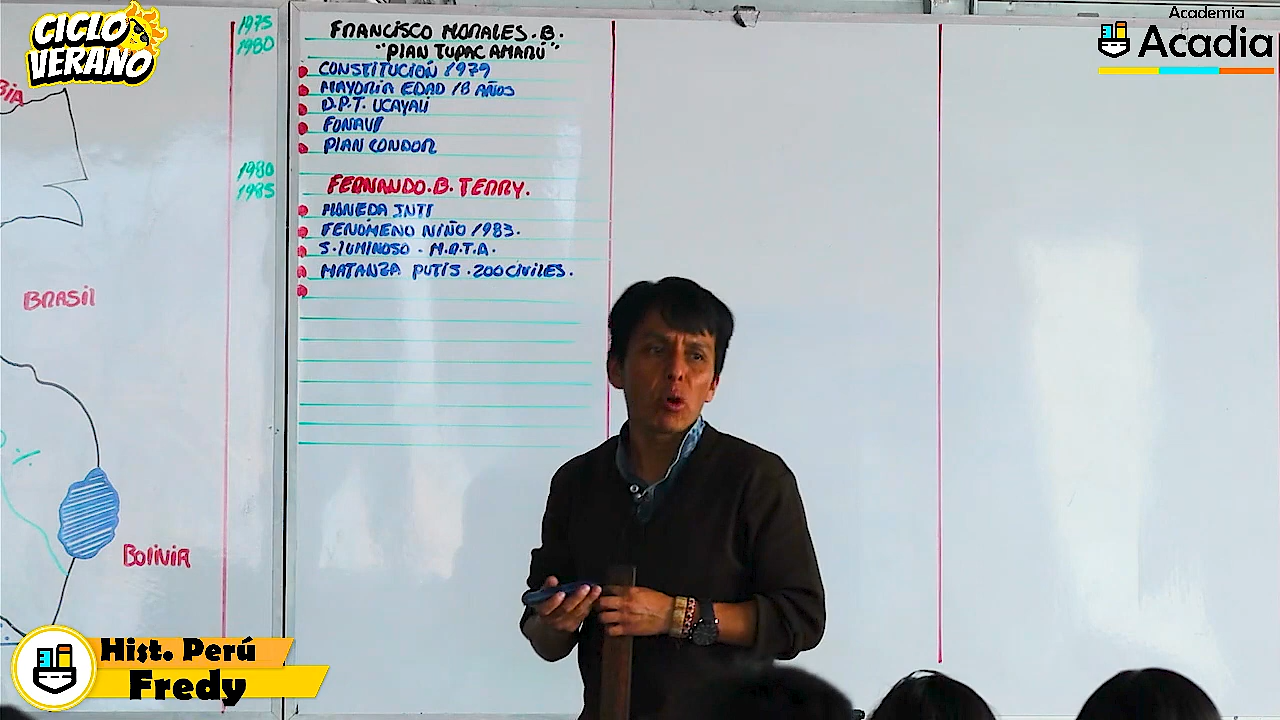 CICLO
VERANO
Academia
Acadia
1975
1980
FRANCISCO MORALES.B.
"PLAN TUPAC AMARÚ"
CONSTITUCIÓN 1979
MAYORIA EDAD 18 AÑOS
D.P.T. UCAYALI
FONAVI
PLAN CONDOR
1980
1985
FERNANDO.B.TERRY.
MONEDA INTI
FENÓMENO NIÑO 1983.
S.LUMINOSO - M.R.T.A.
MATANZA PUTIS.200 CIVILES.
BIA
BRASIL
BOLIVIA
Hist. Perú
Fredy